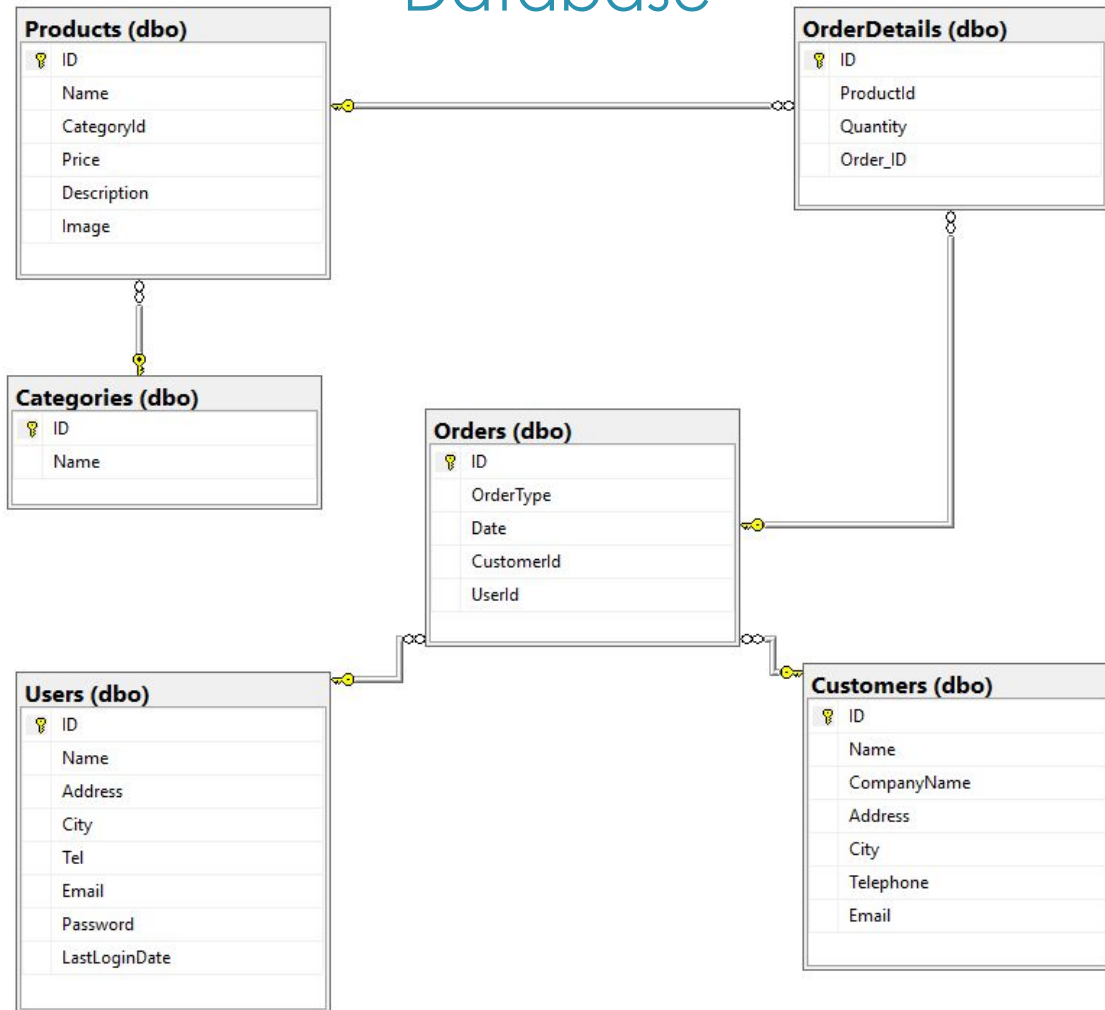 Database
Products (dbo)
ID
Name
CategoryId
Price
Description
Image
OrderDetails (dbo)
ID
ProductId
Quantity
Order_ID
Categories (dbo)
ID
Name
Orders (dbo)
ID
OrderType
Date
CustomerId
UserId
Users (dbo)
ID
Name
Address
City
Tel
Email
Password
LastLoginDate
Customers (dbo)
ID
Name
CompanyName
Address
City
Telephone
Email